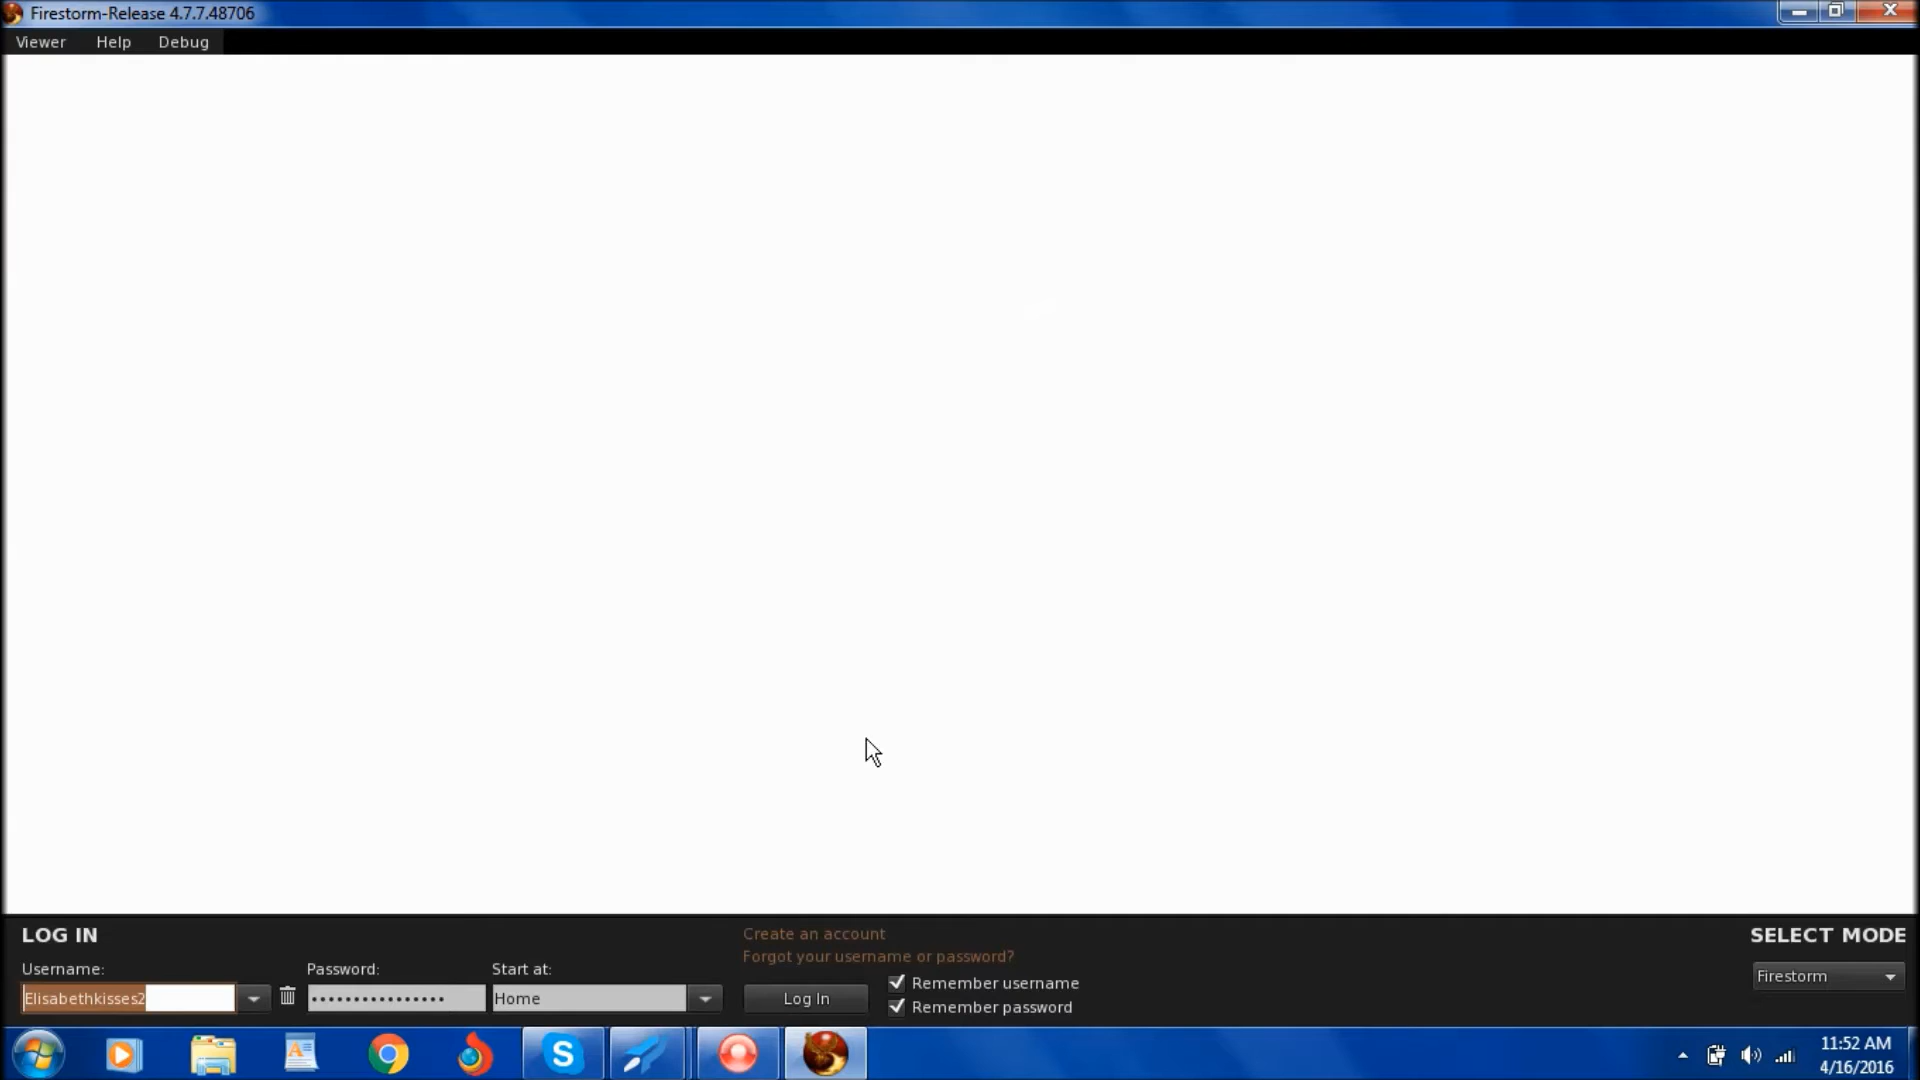 Firestorm-Release 4.7.7.48706
Viewer Help Debug
LOG IN
Username:
Elisabethkisses2
Password:
Start at:
Home
Create an account
Forgot your username or password?
Log In
Remember username
Remember password
SELECT MODE
Firestorm
11:52 AM
4/16/2016